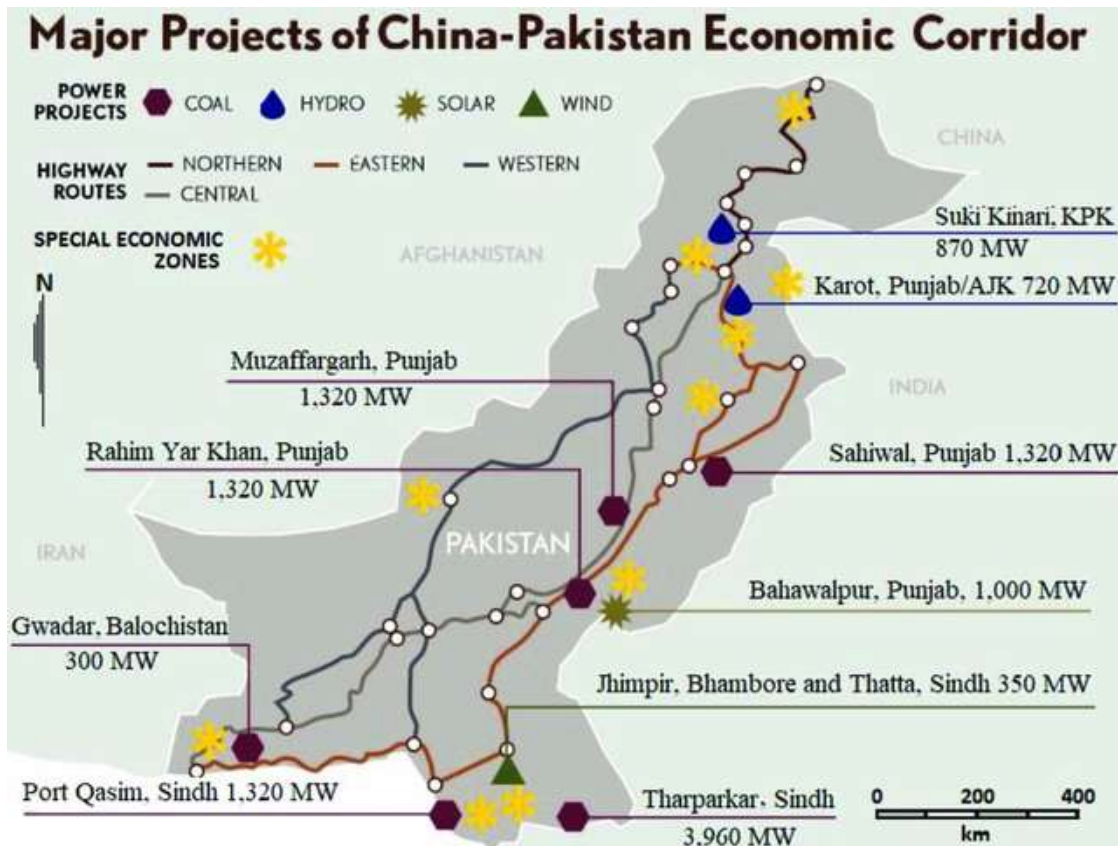 Major Projects of China-Pakistan Economic Corridor
POWER PROJECTS
COAL
HYDRO
SOLAR
WIND
HIGHWAY ROUTES
NORTHERN
EASTERN
WESTERN
CENTRAL
SPECIAL ECONOMIC ZONES
N
CHINA
AFGHANISTAN
Suki Kinari, KPK
870 MW
Karot, Punjab/AJK 720 MW
Muzaffargarh, Punjab
1,320 MW
INDIA
Rahim Yar Khan, Punjab
1,320 MW
Sahiwal, Punjab 1,320 MW
IRAN
PAKISTAN
Bahawalpur, Punjab, 1,000 MW
Gwadar, Balochistan
300 MW
Jhimpir, Bhambore and Thatta, Sindh 350 MW
Port Qasim, Sindh 1,320 MW
Tharparkar, Sindh
3,960 MW
0 200 400
km